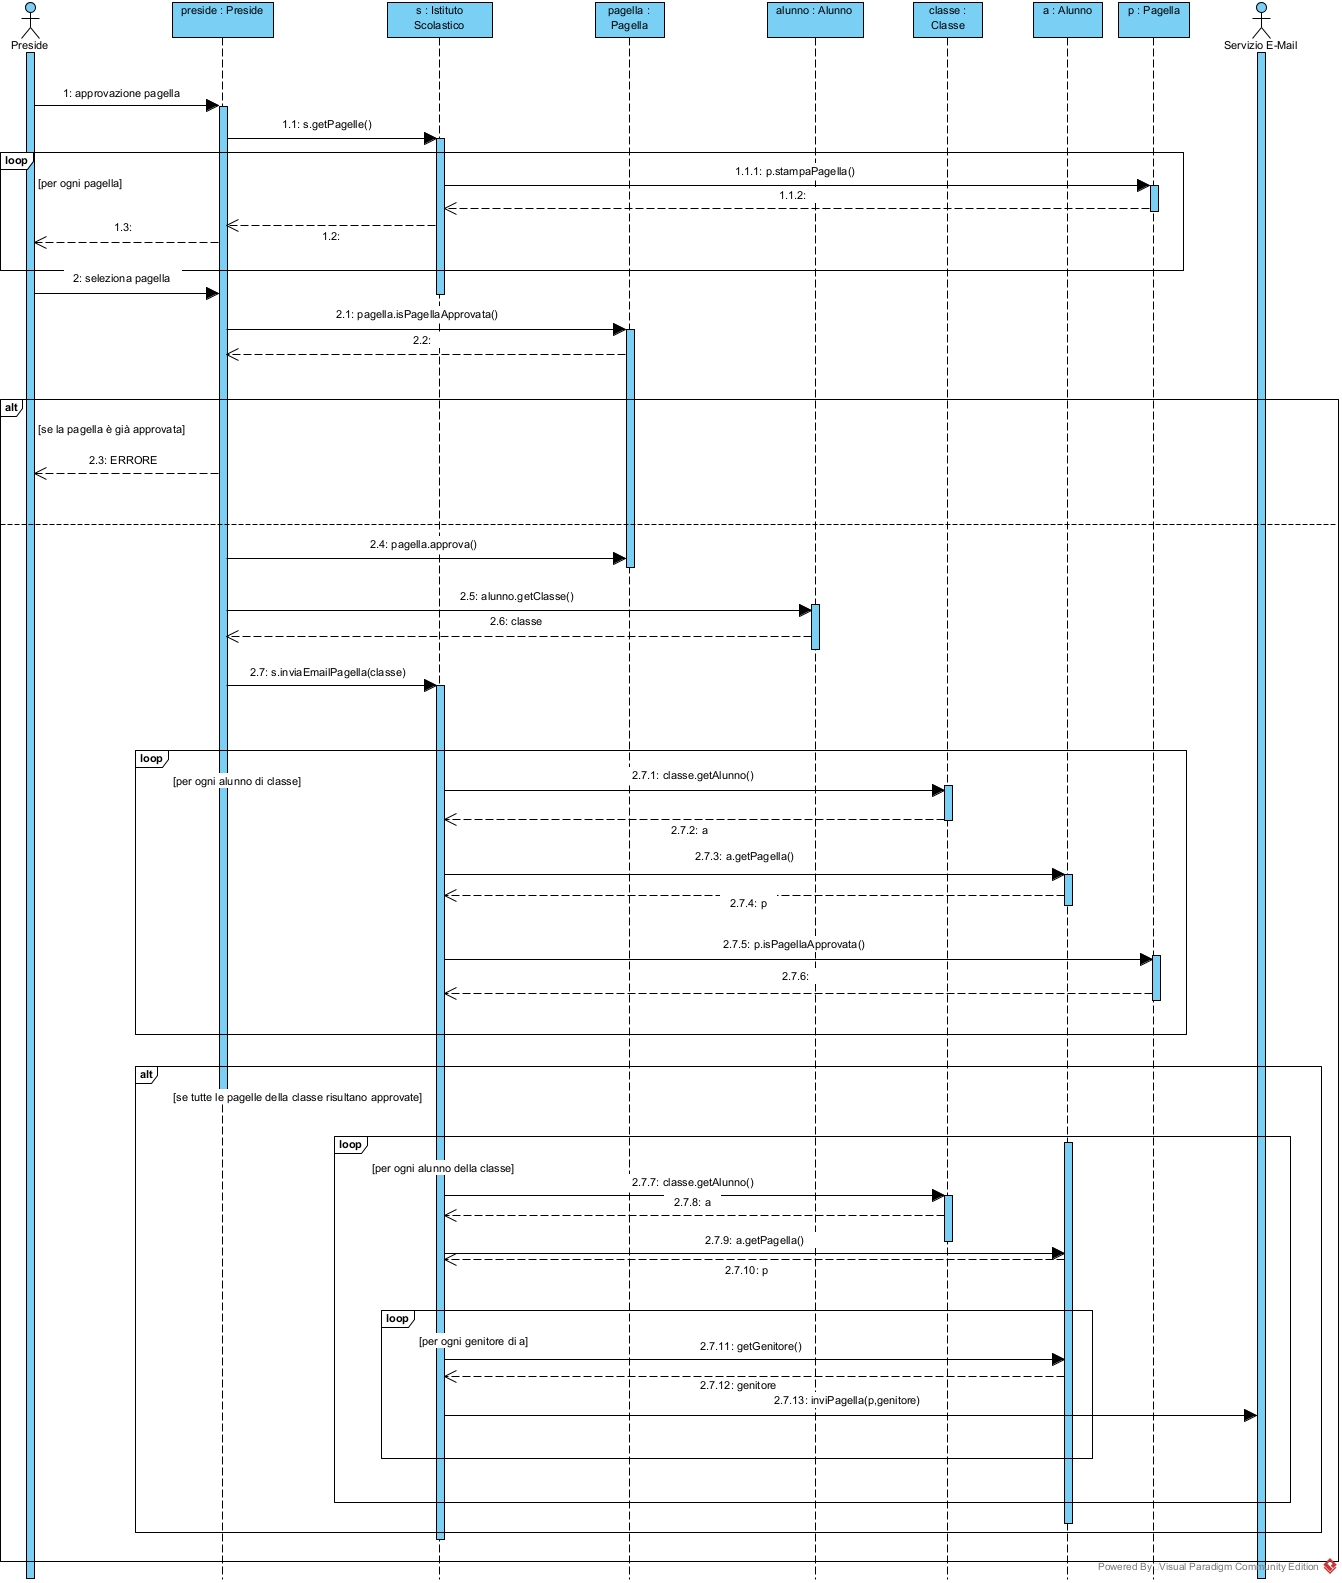 preside : Preside
s : Istituto
Scolastico
pagella :
Pagella
alunno : Alunno
classe :
Classe
a : Alunno
p : Pagella
Preside
Servizio E-Mail
1: approvazione pagella
1.1: s.getPagelle()
loop
[per ogni pagella]
1.1.1: p.stampaPagella()
1.1.2:
1.2:
1.3:
2: seleziona pagella
2.1: pagella.isPagellaApprovata()
2.2:
alt
[se la pagella è già approvata]
2.3: ERRORE
2.4: pagella.approva()
2.5: alunno.getClasse()
2.6: classe
2.7: s.inviaEmailPagella(classe)
loop
[per ogni alunno di classe]
2.7.1: classe.getAlunno()
2.7.2: a
2.7.3: a.getPagella()
2.7.4: p
2.7.5: p.isPagellaApprovata()
2.7.6:
alt
[se tutte le pagelle della classe risultano approvate]
loop
[per ogni alunno della classe]
2.7.7: classe.getAlunno()
2.7.8: a
2.7.9: a.getPagella()
2.7.10: p
loop
[per ogni genitore di a]
2.7.11: getGenitore()
2.7.12: genitore
2.7.13: inviPagella(p,genitore)
Powered By: Visual Paradigm Community Edition